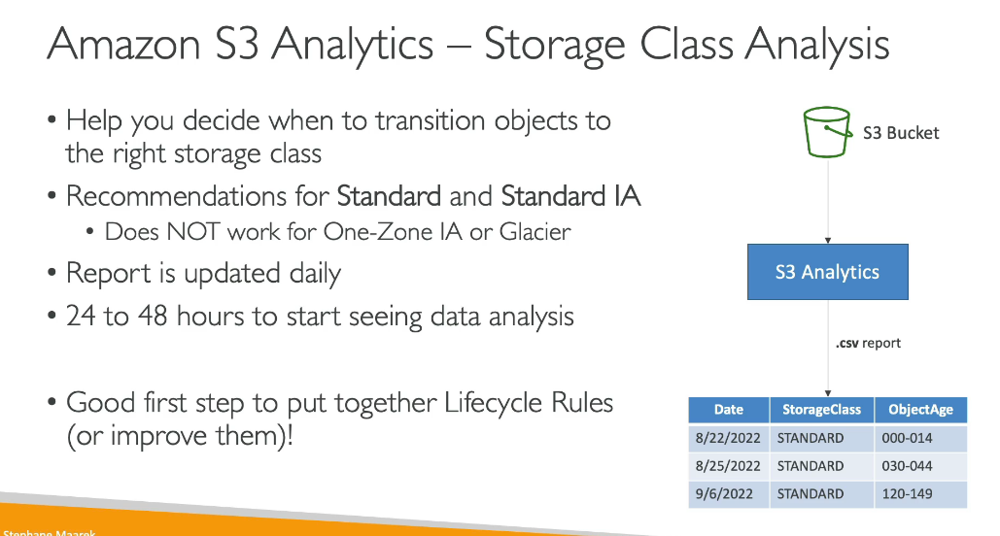 Amazon S3 Analytics – Storage Class Analysis
• Help you decide when to transition objects to
the right storage class
• Recommendations for Standard and Standard IA
• Does NOT work for One-Zone IA or Glacier
• Report is updated daily
• 24 to 48 hours to start seeing data analysis
• Good first step to put together Lifecycle Rules
(or improve them)!
S3 Bucket
S3 Analytics
.csv report
Date StorageClass ObjectAge
8/22/2022 STANDARD 000-014
8/25/2022 STANDARD 030-044
9/6/2022 STANDARD 120-149
Stephane Maarek